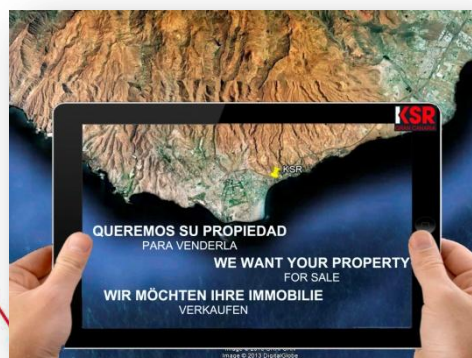 KSR
KSR
QUEREMOS SU PROPIEDAD
PARA VENDERLA
WE WANT YOUR PROPERTY
FOR SALE
WIR MÖCHTEN IHRE IMMOBILIE
VERKAUFEN
Image © 2013 DigitalGlobe